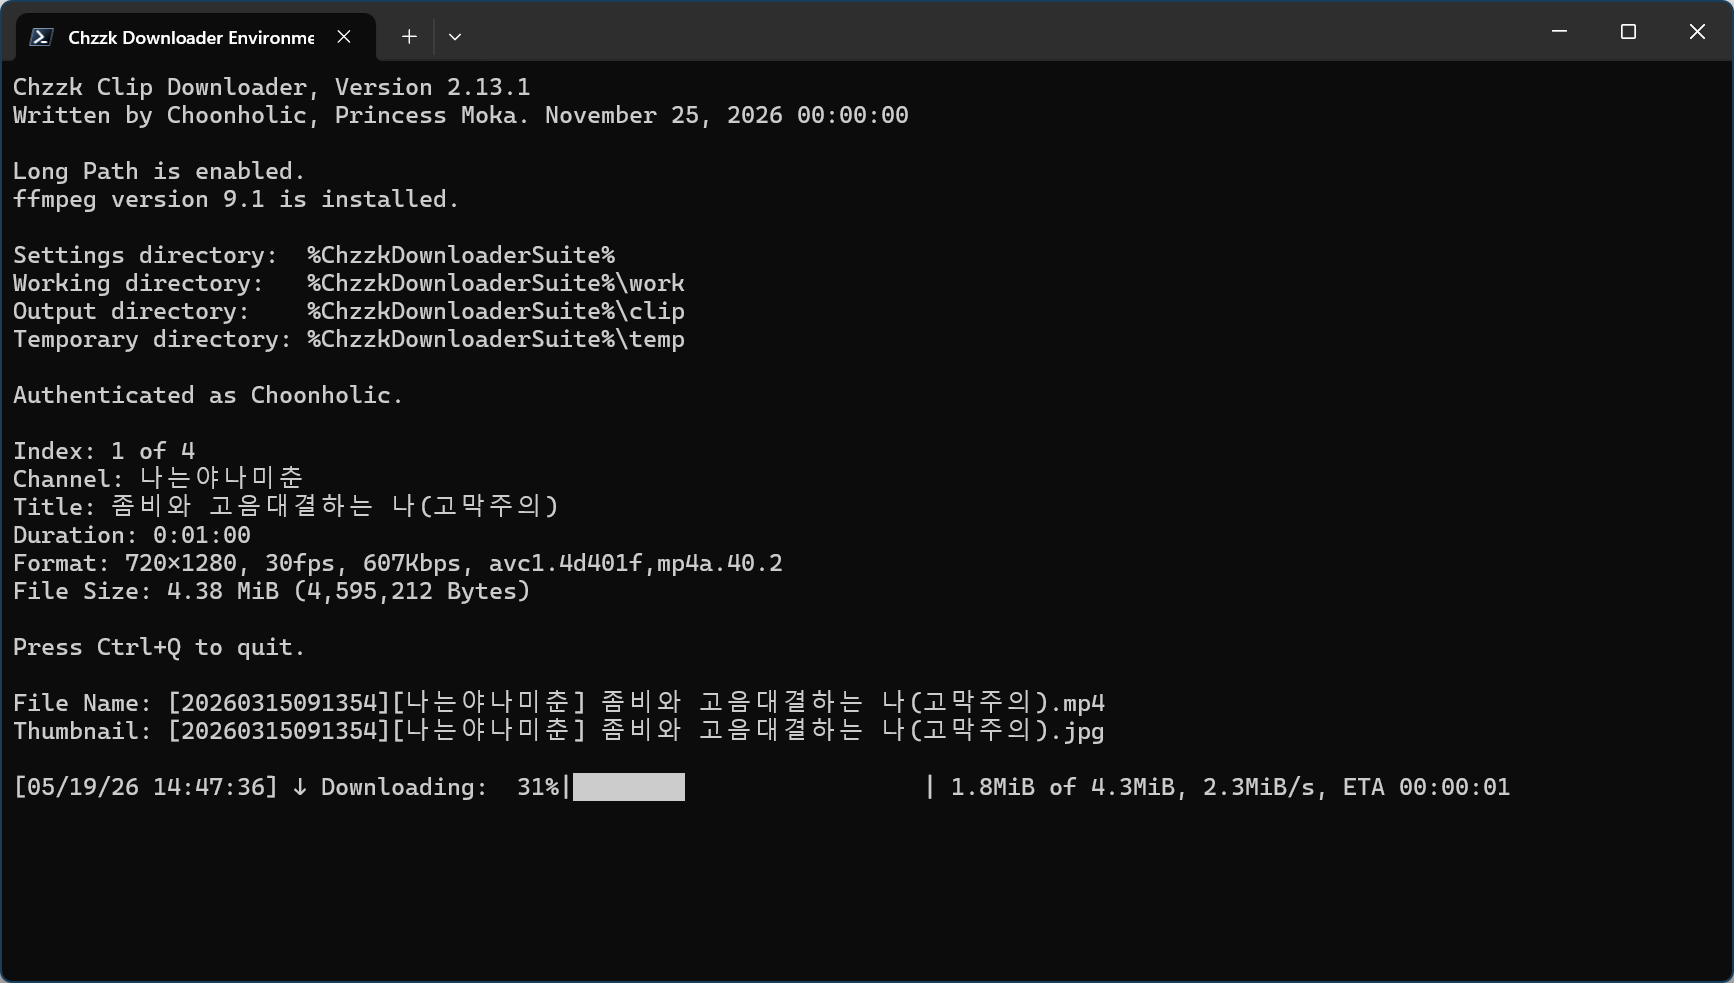 Chzzk Downloader Environme
Chzzk Clip Downloader, Version 2.13.1
Written by Choonholic, Princess Moka. November 25, 2026 00:00:00
Long Path is enabled.
ffmpeg version 9.1 is installed.
Settings directory:  %ChzzkDownloaderSuite%
Working directory:   %ChzzkDownloaderSuite%\work
Output directory:    %ChzzkDownloaderSuite%\clip
Temporary directory: %ChzzkDownloaderSuite%\temp
Authenticated as Choonholic.
Index: 1 of 4
Channel: 나는야나미춘
Title: 좀비와 고음대결하는 나(고막주의)
Duration: 0:01:00
Format: 720×1280, 30fps, 607Kbps, avc1.4d401f,mp4a.40.2
File Size: 4.38 MiB (4,595,212 Bytes)
Press Ctrl+Q to quit.
File Name: [20260315091354][나는야나미춘] 좀비와 고음대결하는 나(고막주의).mp4
Thumbnail: [20260315091354][나는야나미춘] 좀비와 고음대결하는 나(고막주의).jpg
[05/19/26 14:47:36] ↓ Downloading:  31%|████████                 | 1.8MiB of 4.3MiB, 2.3MiB/s, ETA 00:00:01